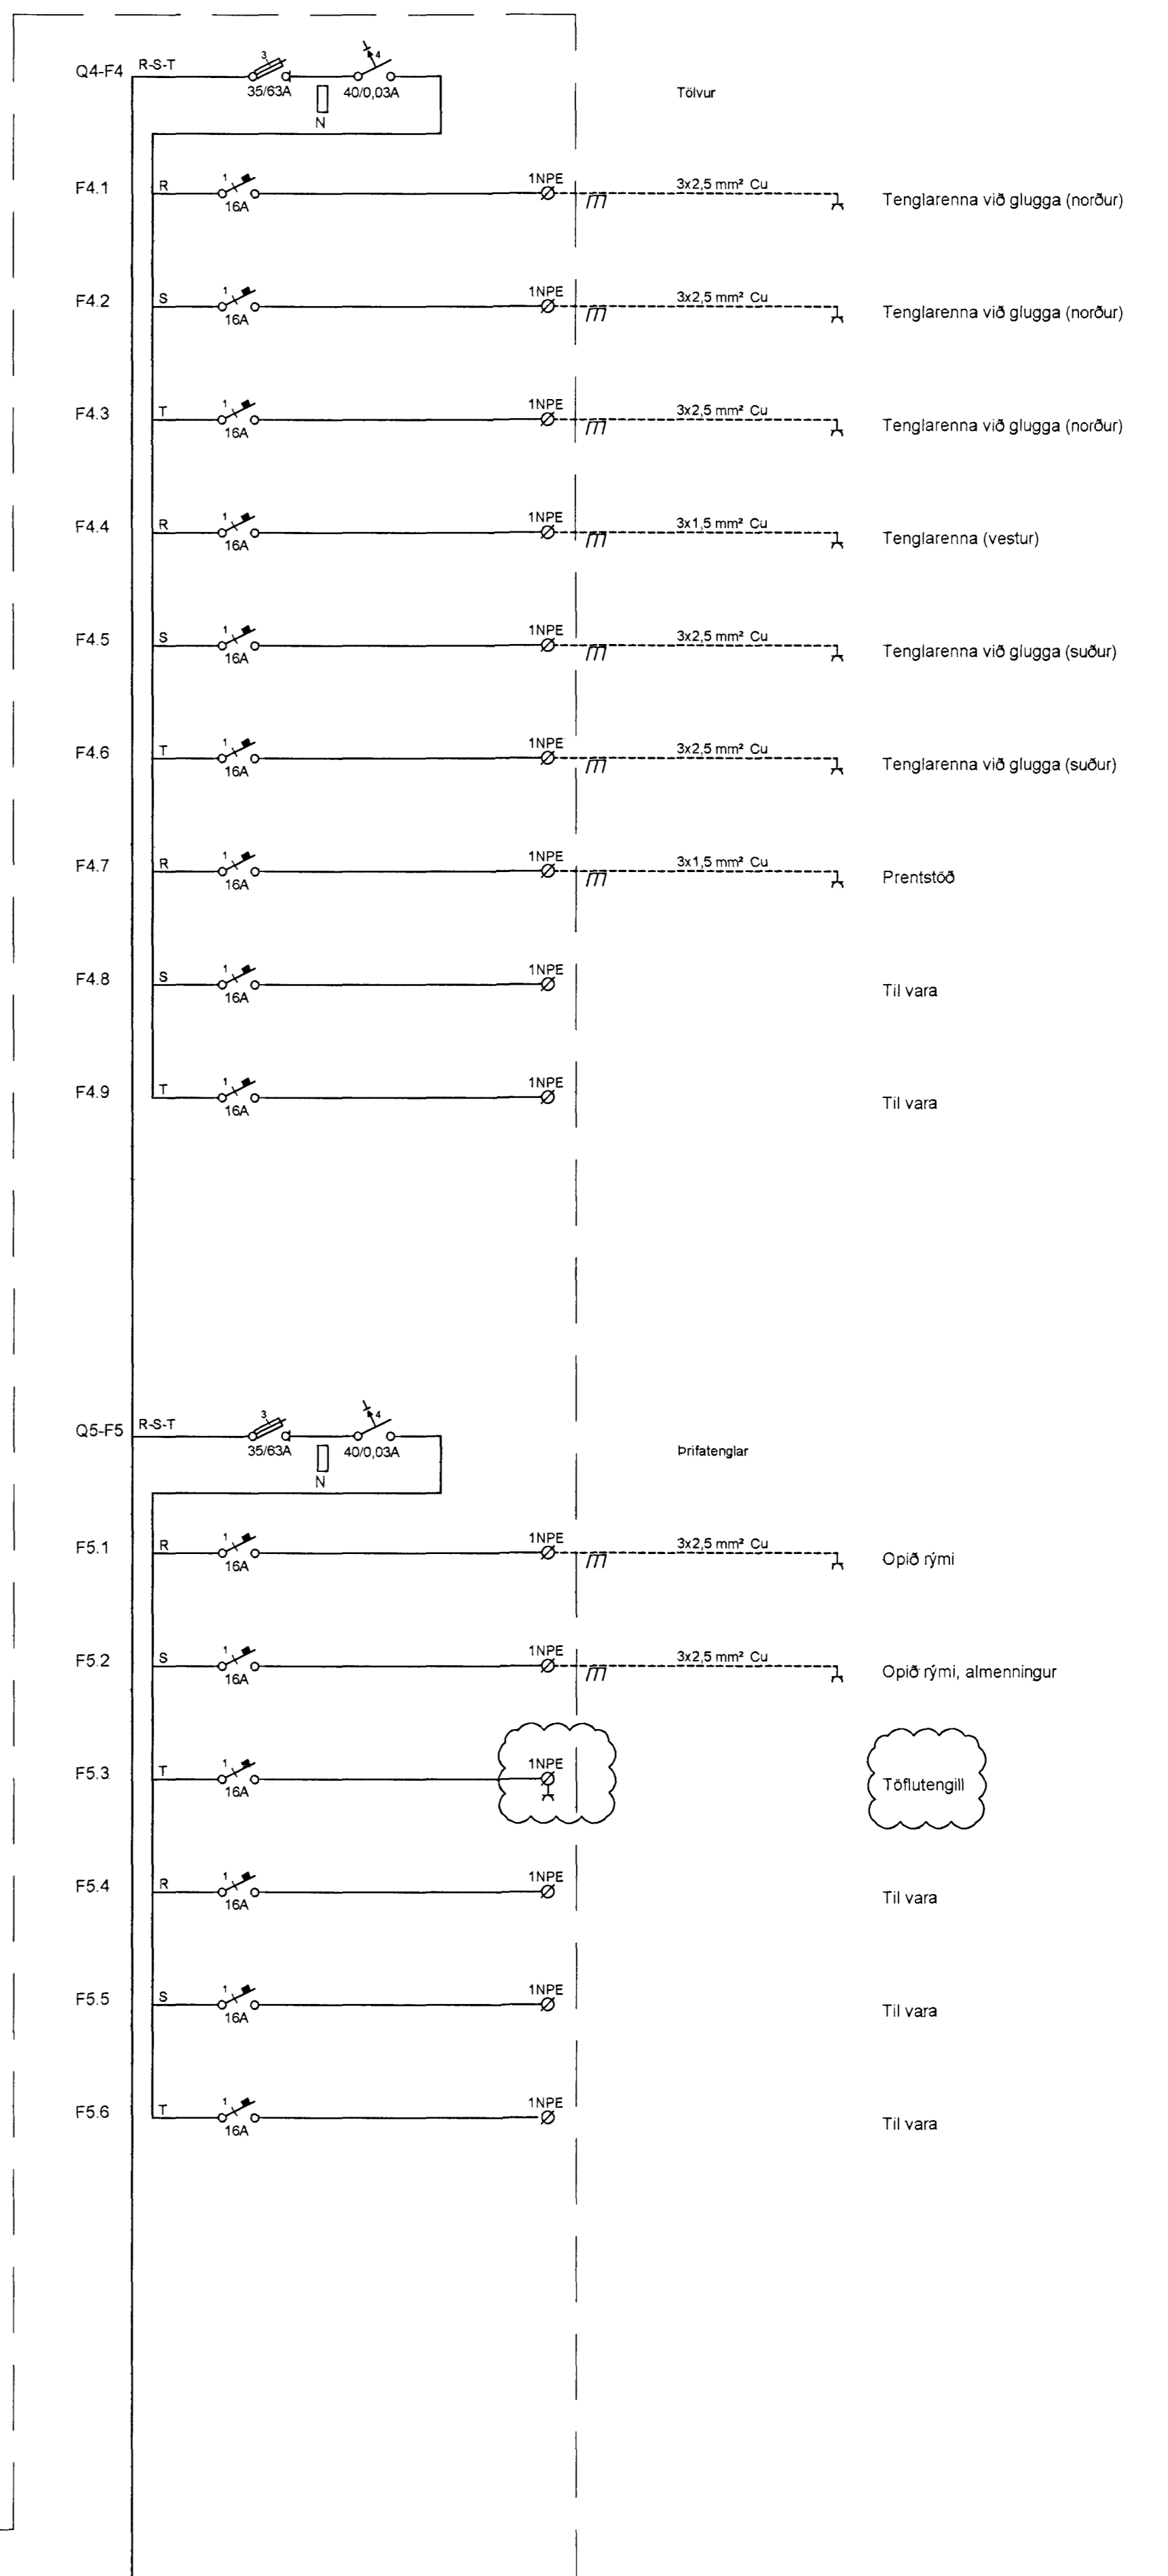 Q4-F4 R-S-T 3 4
35/63A 40/0,03A Tölvur
N
F4.1 R 1 1NPE 3x2,5 mm² Cu
16A Tenglarenna við glugga (norður)
F4.2 S 1 1NPE 3x2,5 mm² Cu
16A Tenglarenna við glugga (norður)
F4.3 T 1 1NPE 3x2,5 mm² Cu
16A Tenglarenna við glugga (norður)
F4.4 R 1 1NPE 3x1,5 mm² Cu
16A Tenglarenna (vestur)
F4.5 S 1 1NPE 3x2,5 mm² Cu
16A Tenglarenna við glugga (suður)
F4.6 T 1 1NPE 3x2,5 mm² Cu
16A Tenglarenna við glugga (suður)
F4.7 R 1 1NPE 3x1,5 mm² Cu
16A Prentstöð
F4.8 S 1 1NPE
16A Til vara
F4.9 T 1 1NPE
16A Til vara
Q5-F5 R-S-T 3 4
35/63A 40/0,03A Þrifatenglar
N
F5.1 R 1 1NPE 3x2,5 mm² Cu
16A Opið rými
F5.2 S 1 1NPE 3x2,5 mm² Cu
16A Opið rými, almenningur
F5.3 T 1 1NPE
16A Töflutengill
F5.4 R 1 1NPE
16A Til vara
F5.5 S 1 1NPE
16A Til vara
F5.6 T 1 1NPE
16A Til vara